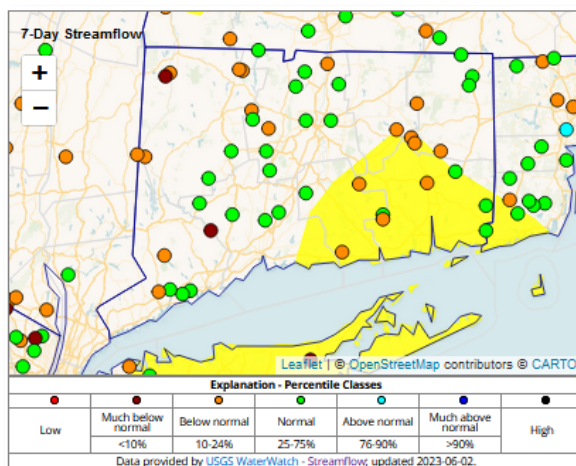 7-Day Streamflow
+
−
Leaflet | © OpenStreetMap contributors © CARTO
Explanation - Percentile Classes
Low
Much below normal
Below normal
Normal
Above normal
Much above normal
High
<10%
10-24%
25-75%
76-90%
>90%
Data provided by USGS WaterWatch - Streamflow; updated 2023-06-02.